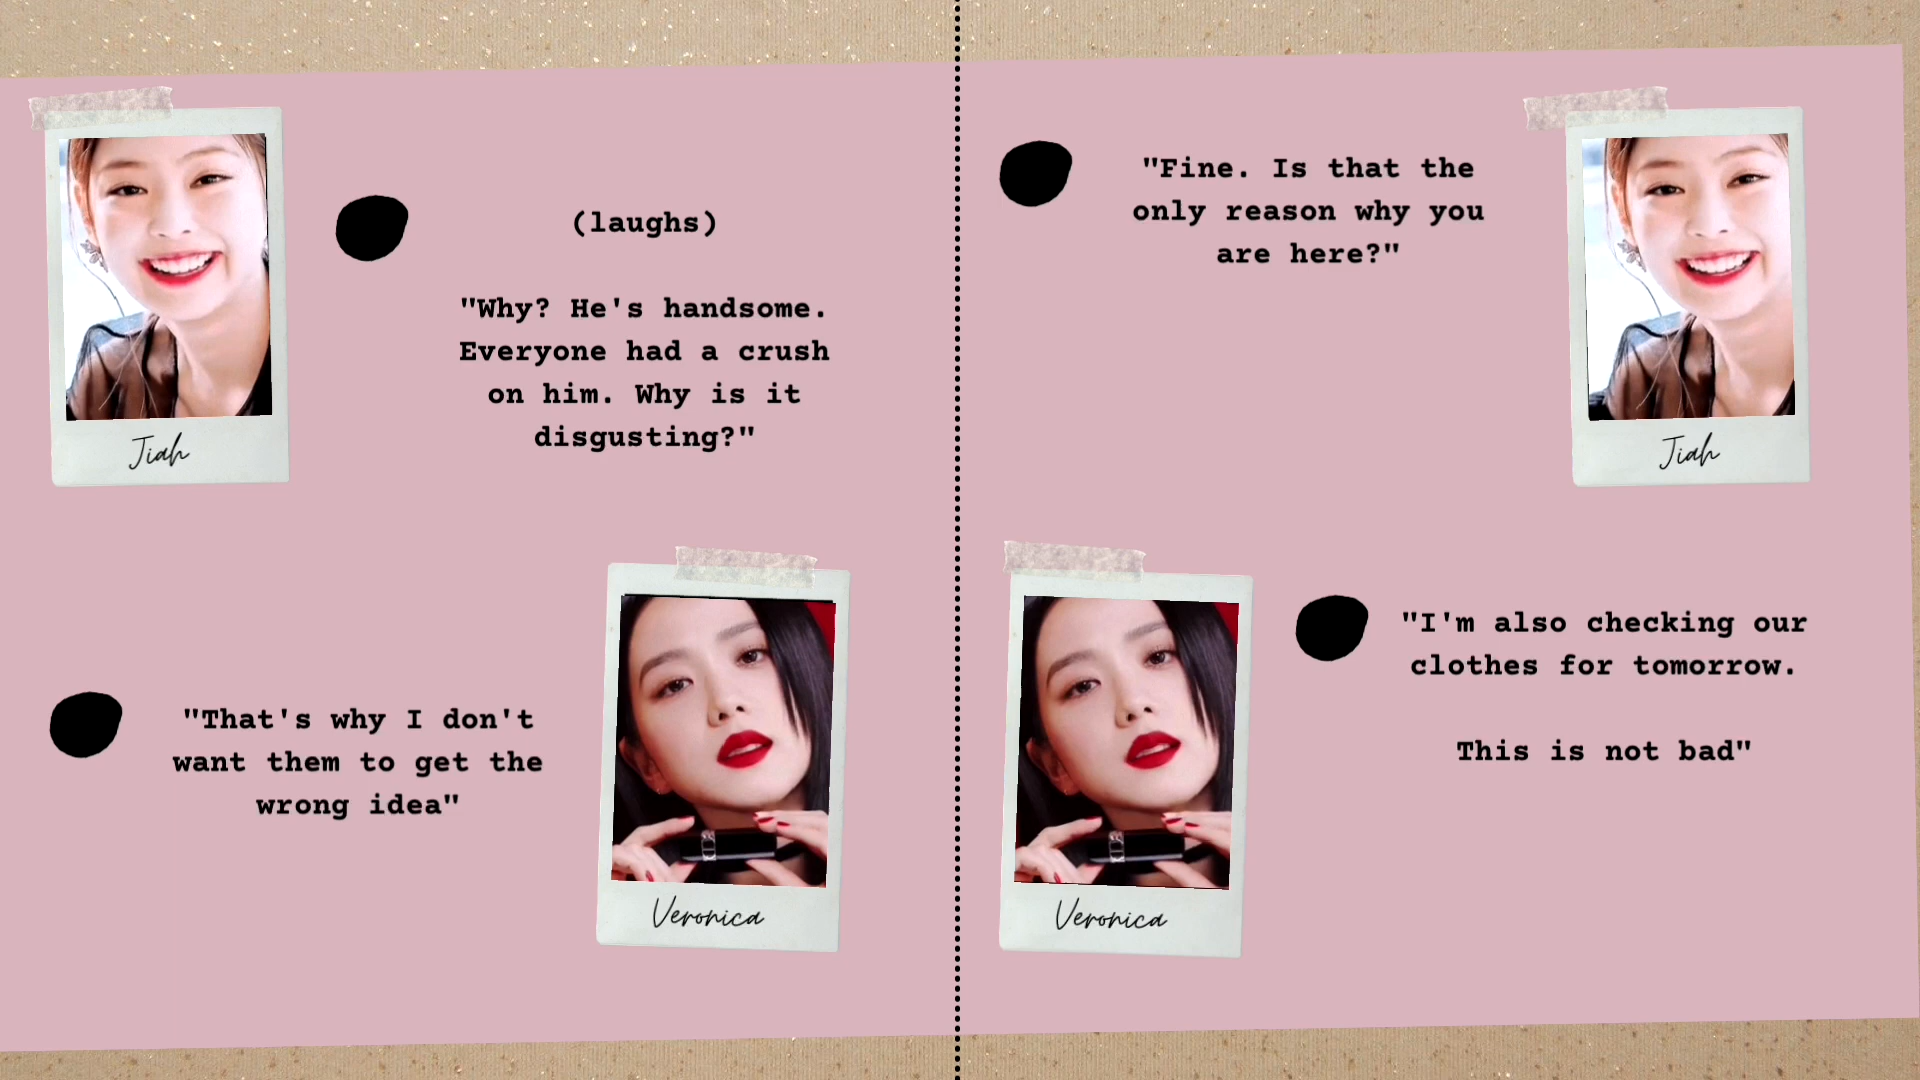 (laughs)
"Why? He's handsome.
Everyone had a crush
on him. Why is it
disgusting?"
Jiah
"That's why I don't
want them to get the
wrong idea"
Veronica
"Fine. Is that the
only reason why you
are here?"
Jiah
"I'm also checking our
clothes for tomorrow.
This is not bad"
Veronica